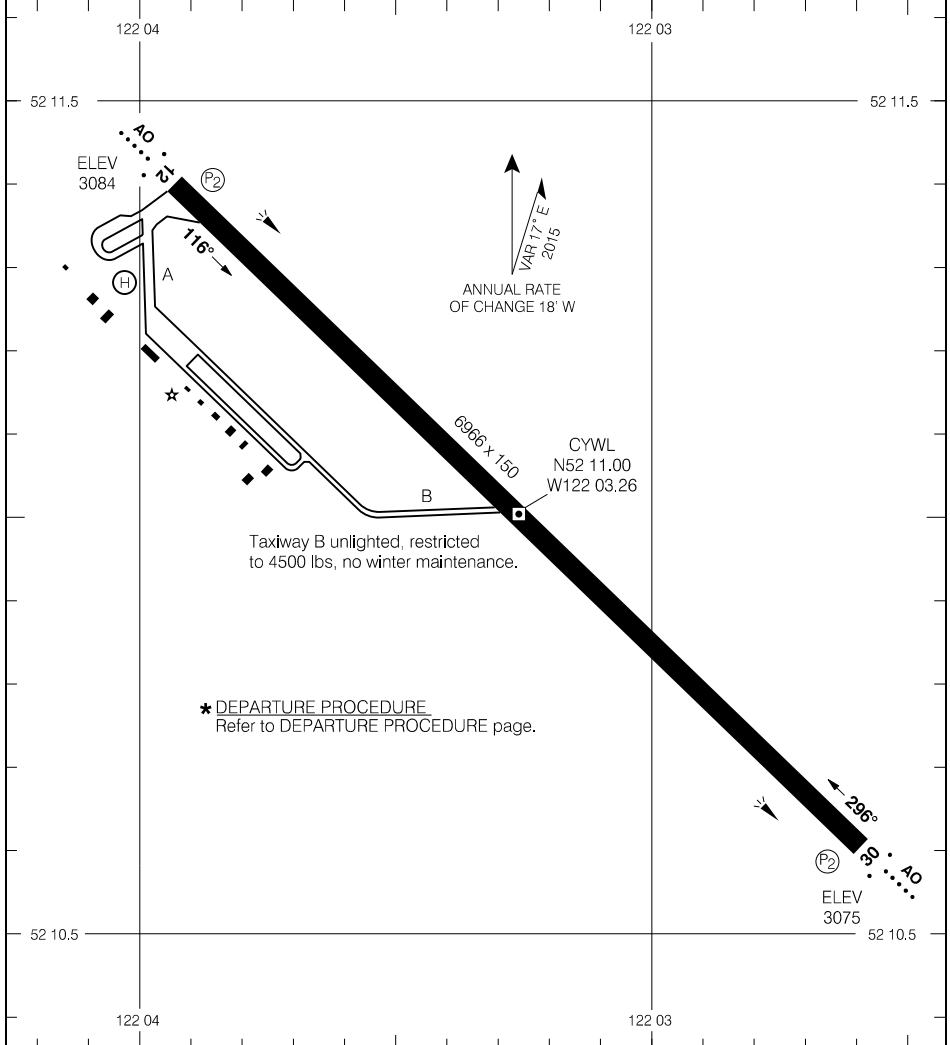 122 04
122 03
52 11.5
52 11.5
AO
ELEV
3084
12
P2
116°
VAR 17° E
2015
ANNUAL RATE
OF CHANGE 18' W
H
A
6966 x 150
CYWL
N52 11.00
W122 03.26
B
Taxiway B unlighted, restricted
to 4500 lbs, no winter maintenance.
* DEPARTURE PROCEDURE
Refer to DEPARTURE PROCEDURE page.
296°
30
AO
P2
ELEV
3075
52 10.5
52 10.5
122 04
122 03